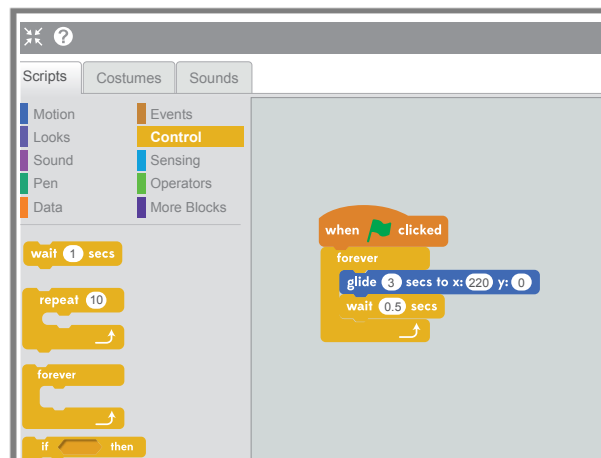 ?
Scripts Costumes Sounds
Motion Events
Looks Control
Sound Sensing
Pen Operators
Data More Blocks
wait 1 secs
repeat 10
forever
if then
when clicked
forever
glide 3 secs to x: 220 y: 0
wait 0.5 secs